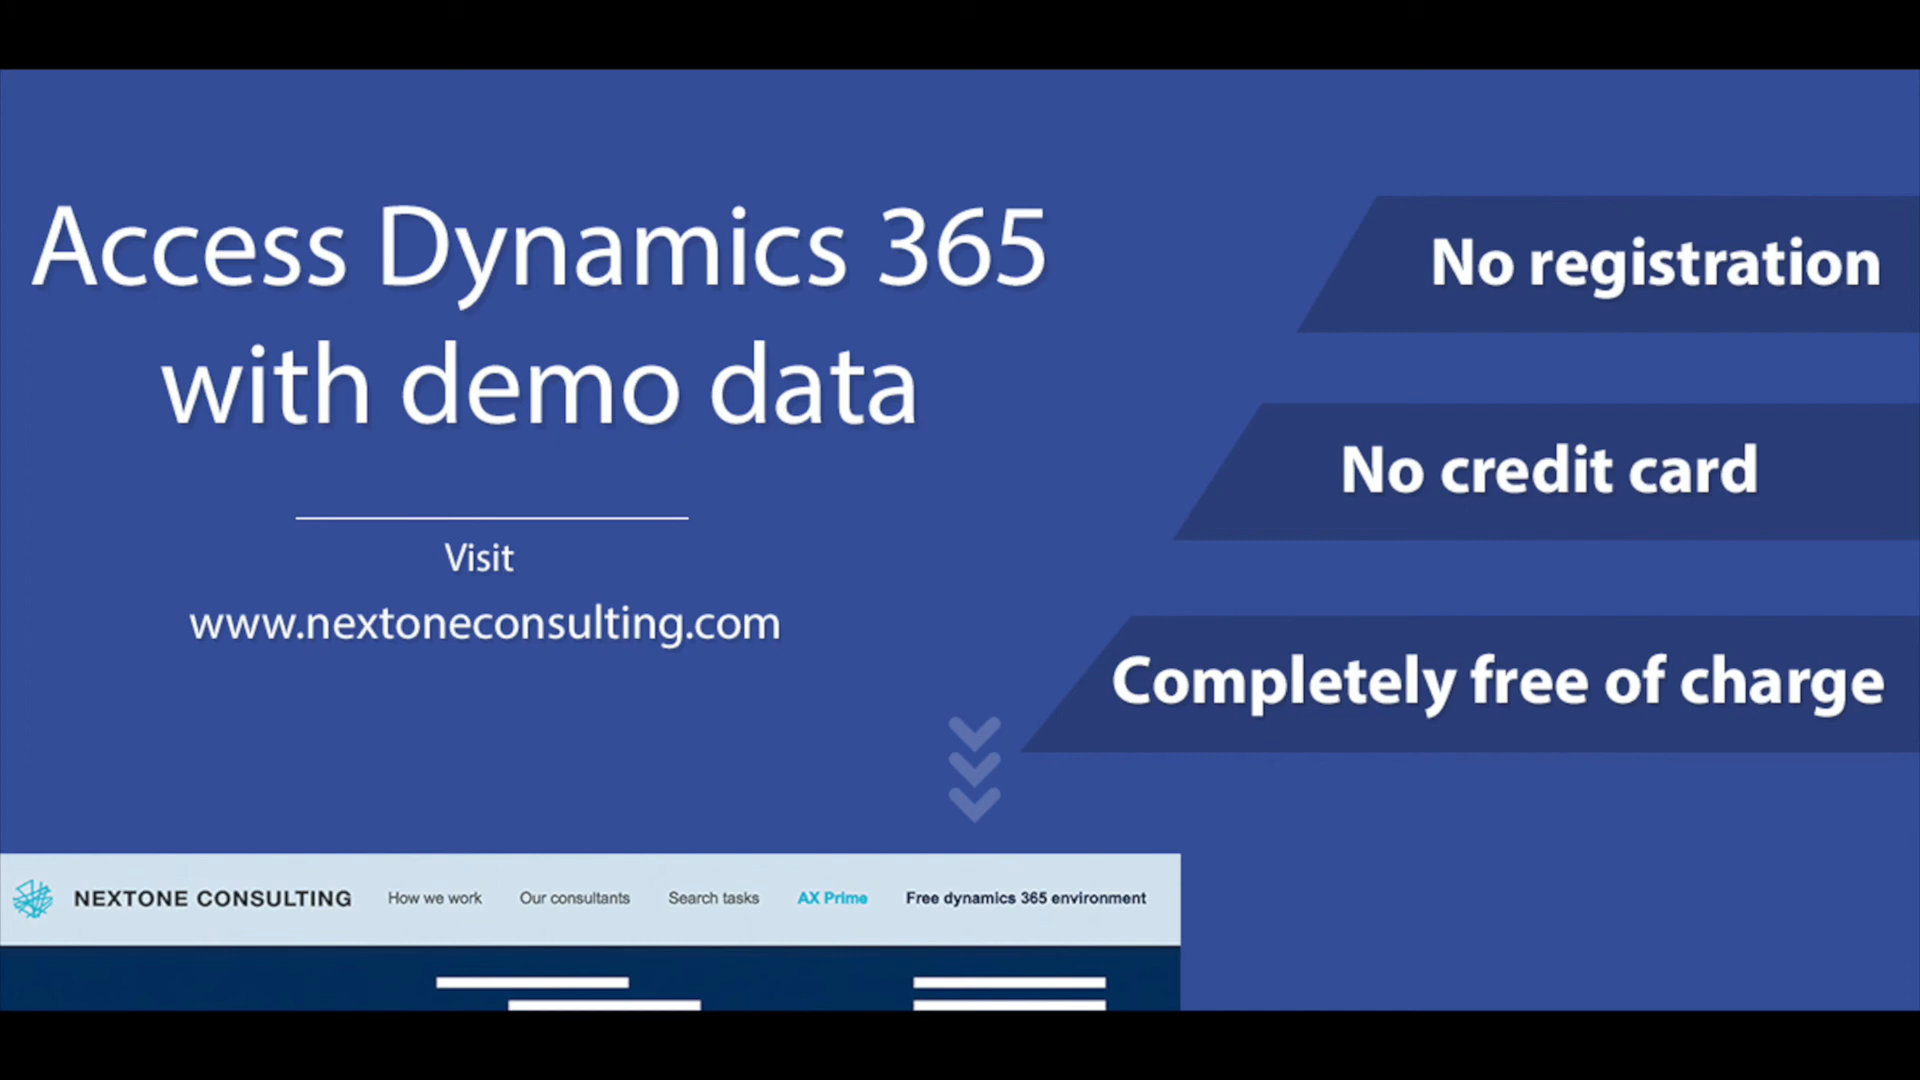 Access Dynamics 365
with demo data
Visit
www.nextoneconsulting.com
No registration
No credit card
Completely free of charge
NEXTONE CONSULTING How we work Our consultants Search tasks AX Prime Free dynamics 365 environment